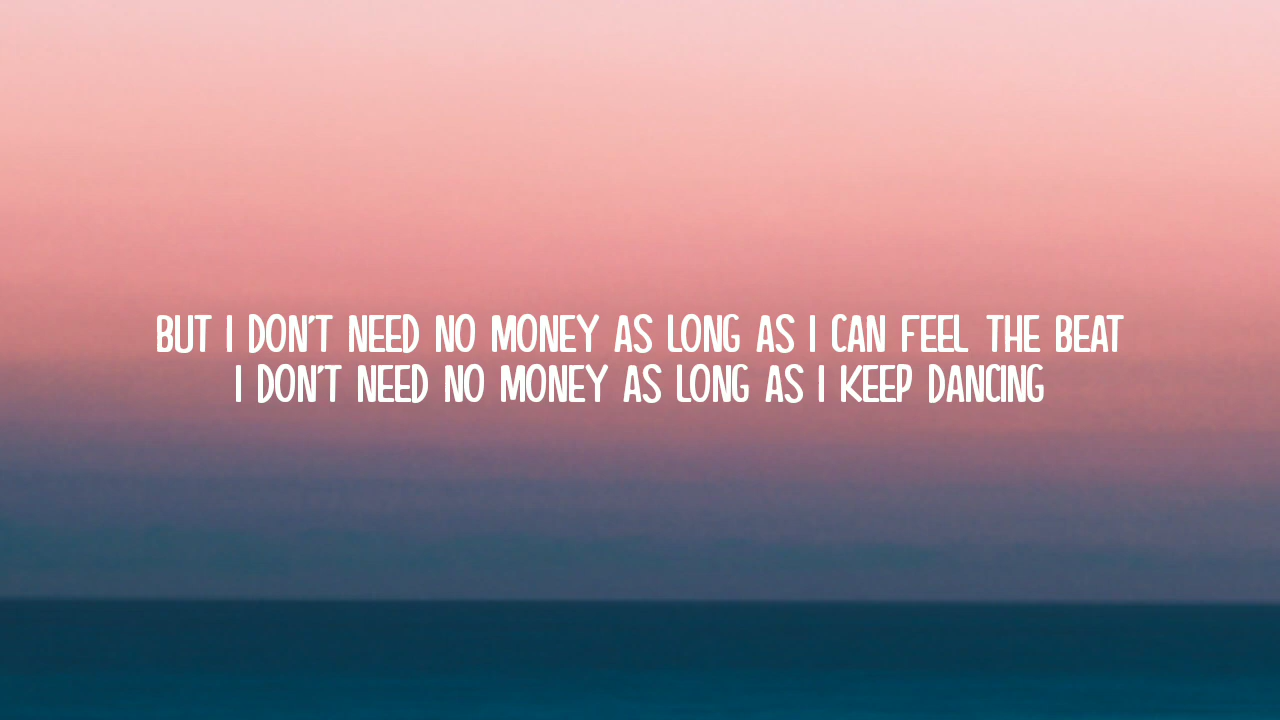 BUT I DON'T NEED NO MONEY AS LONG AS I CAN FEEL THE BEAT
I DON'T NEED NO MONEY AS LONG AS I KEEP DANCING